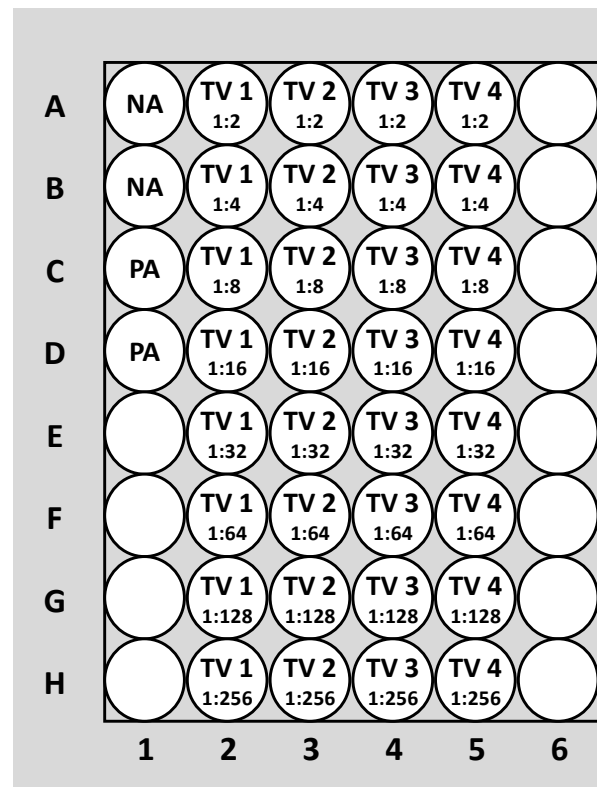 A NA TV 1 TV 2 TV 3 TV 4
1:2 1:2 1:2 1:2
B NA TV 1 TV 2 TV 3 TV 4
1:4 1:4 1:4 1:4
C PA TV 1 TV 2 TV 3 TV 4
1:8 1:8 1:8 1:8
D PA TV 1 TV 2 TV 3 TV 4
1:16 1:16 1:16 1:16
E TV 1 TV 2 TV 3 TV 4
1:32 1:32 1:32 1:32
F TV 1 TV 2 TV 3 TV 4
1:64 1:64 1:64 1:64
G TV 1 TV 2 TV 3 TV 4
1:128 1:128 1:128 1:128
H TV 1 TV 2 TV 3 TV 4
1:256 1:256 1:256 1:256
1 2 3 4 5 6